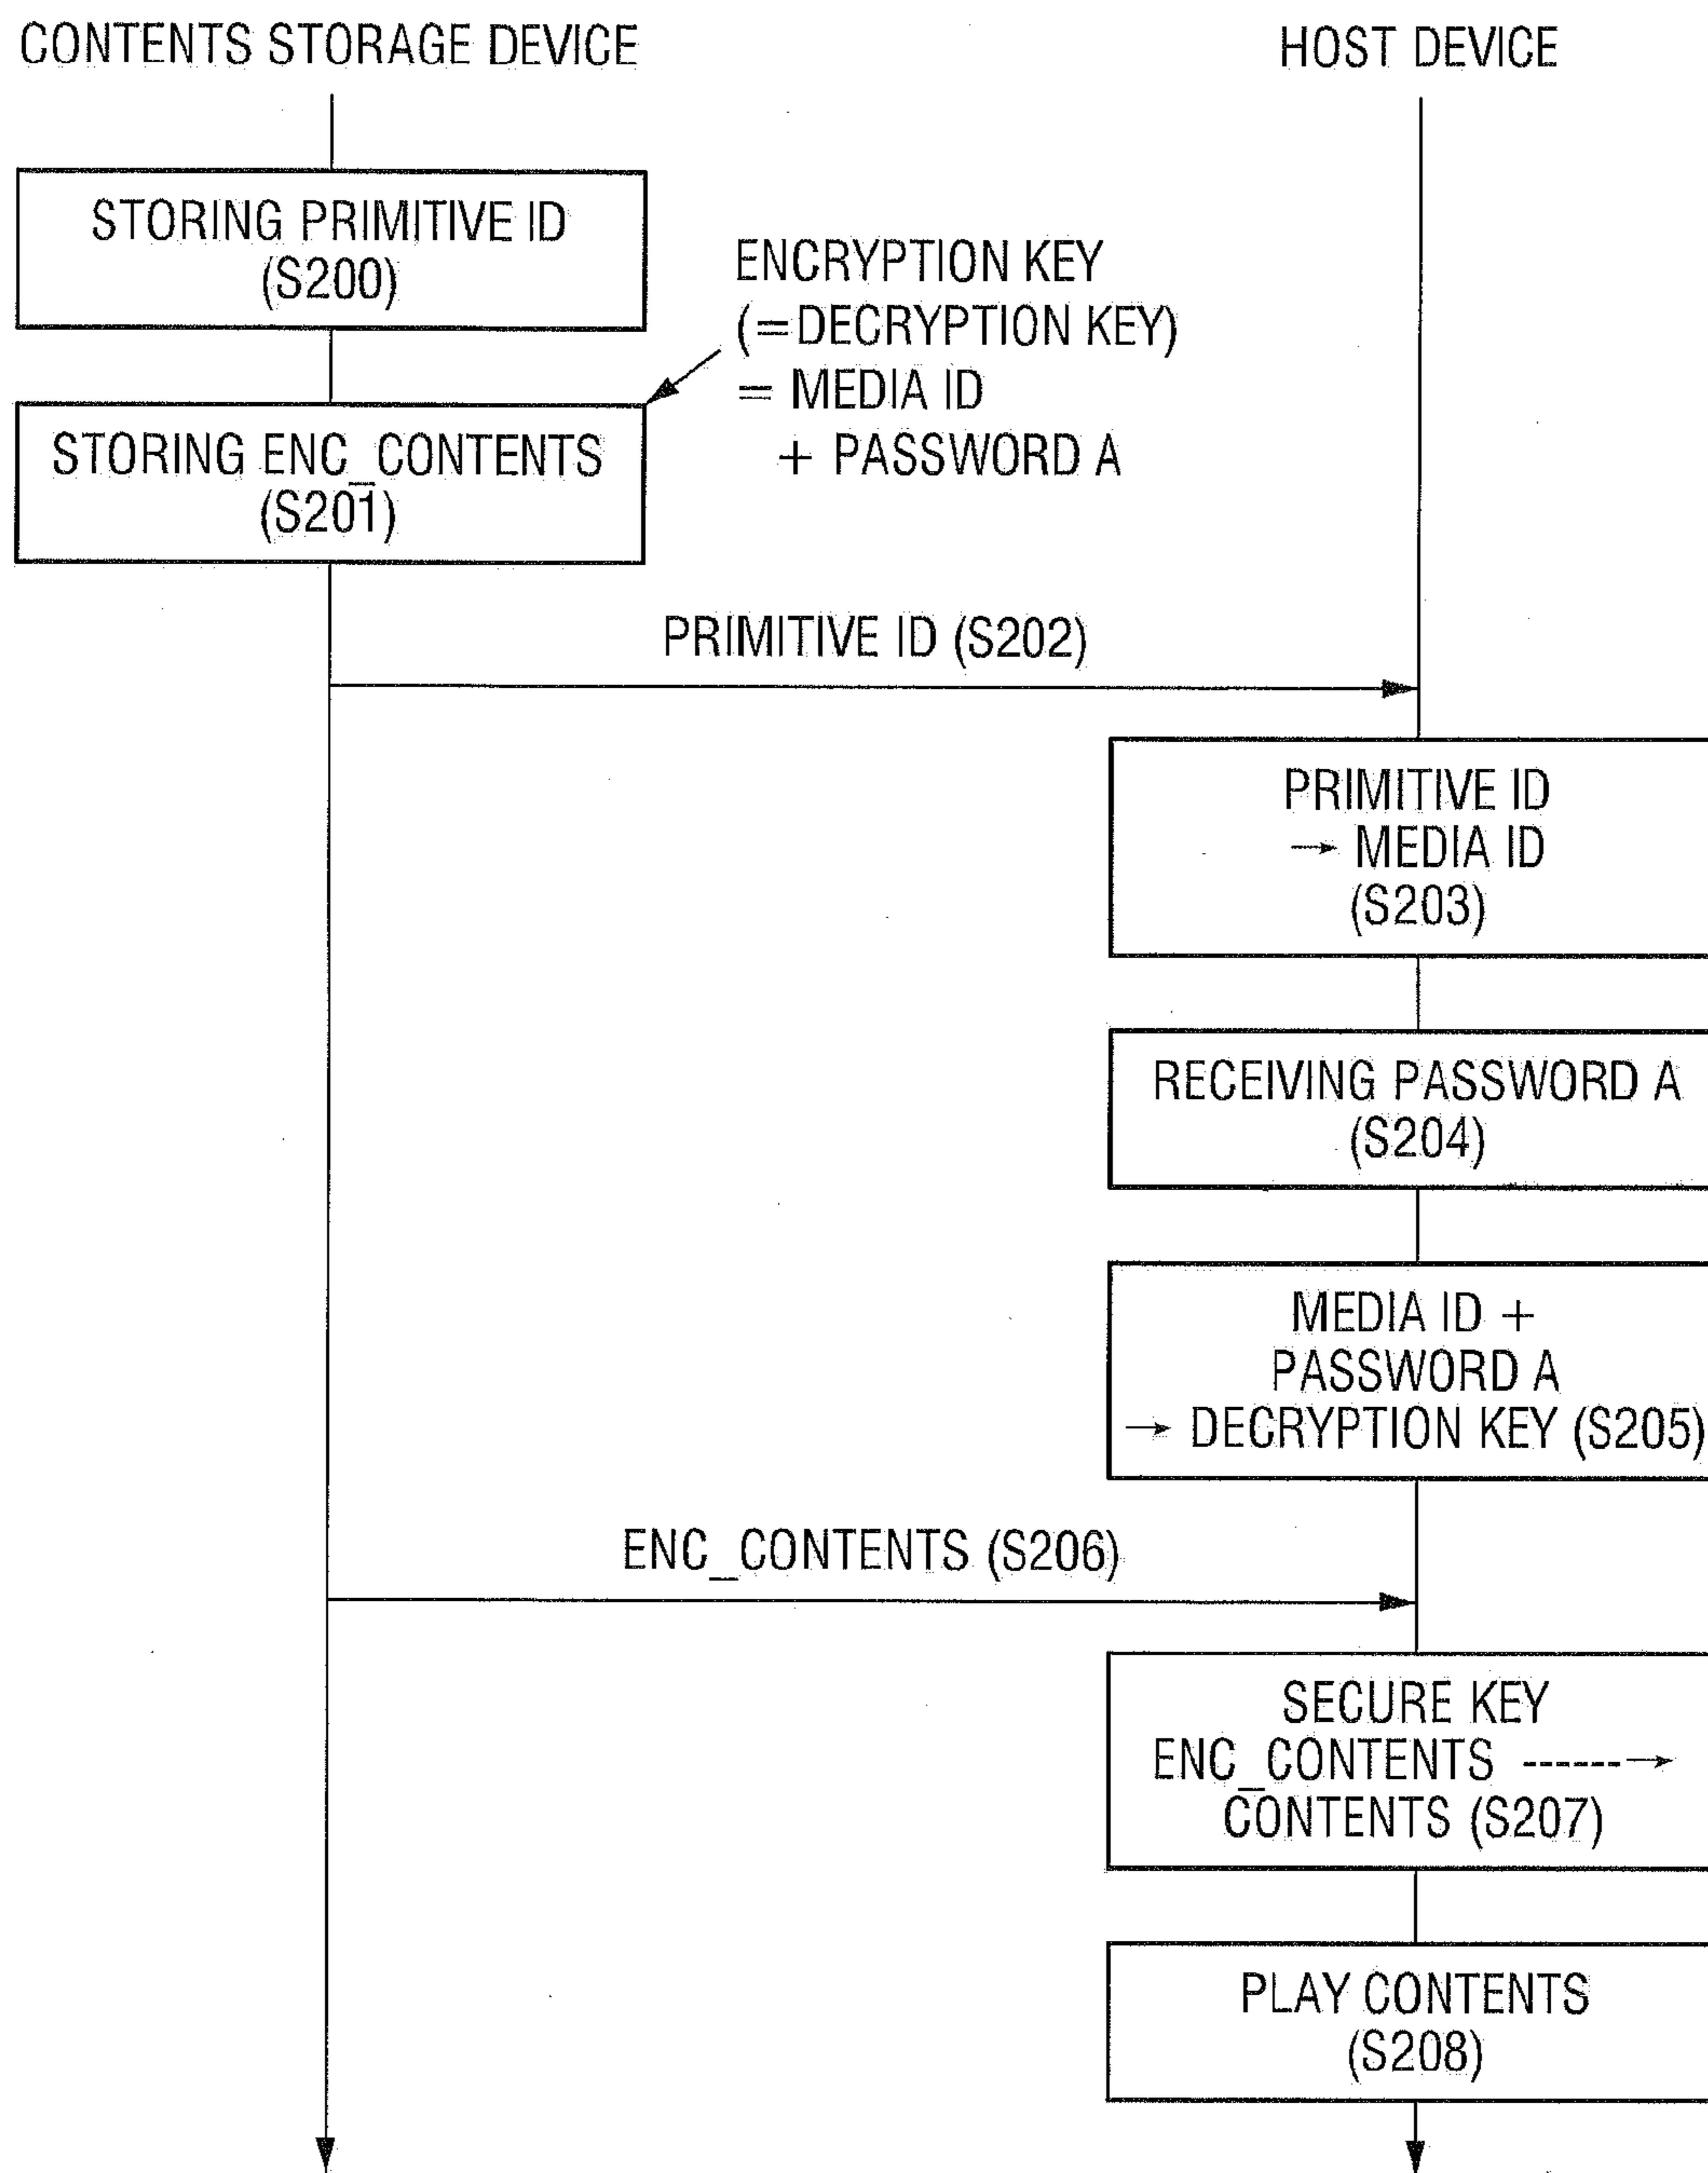 CONTENTS STORAGE DEVICE
HOST DEVICE
STORING PRIMITIVE ID
(S200)
ENCRYPTION KEY
(=DECRYPTION KEY)
= MEDIA ID
+ PASSWORD A
STORING ENC_CONTENTS
(S201)
PRIMITIVE ID (S202)
PRIMITIVE ID
→ MEDIA ID
(S203)
RECEIVING PASSWORD A
(S204)
MEDIA ID +
PASSWORD A
→ DECRYPTION KEY (S205)
ENC_CONTENTS (S206)
SECURE KEY
ENC_CONTENTS ------→
CONTENTS (S207)
PLAY CONTENTS
(S208)